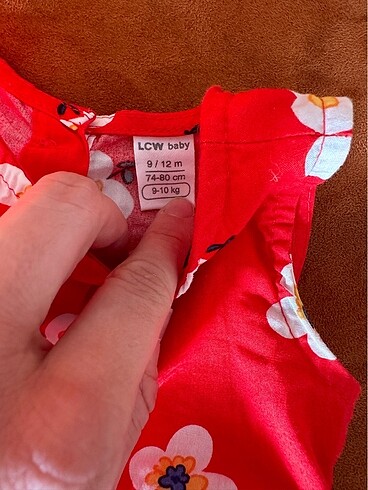 LCW baby
9 / 12 m
74-80 cm
9-10 kg